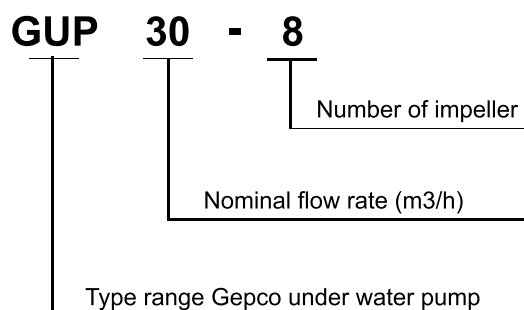 GUP 30 - 8
Number of impeller
Nominal flow rate (m3/h)
Type range Gepco under water pump